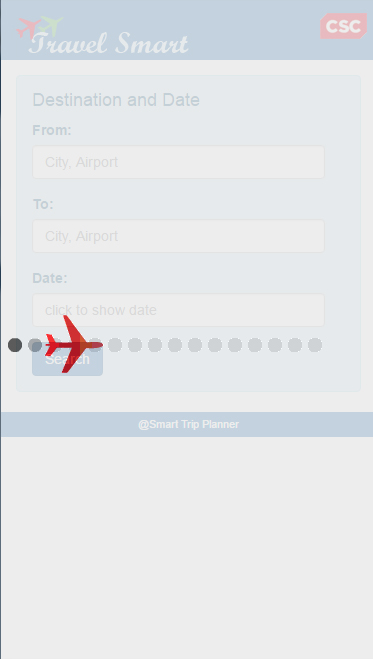 Travel Smart
CSC
Destination and Date
From:
City, Airport
To:
City, Airport
Date:
click to show date
Search
@Smart Trip Planner